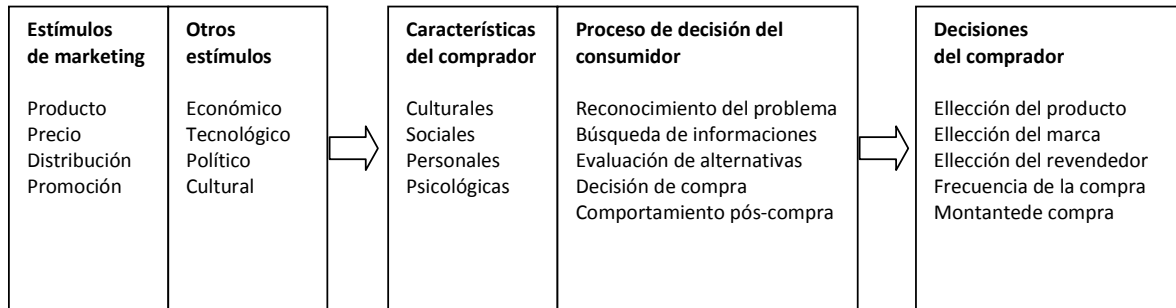 Estímulos
de marketing
Producto
Precio
Distribución
Promoción
Otros
estímulos
Económico
Tecnológico
Político
Cultural
Características
del comprador
Culturales
Sociales
Personales
Psicológicas
Proceso de decisión del
consumidor
Reconocimiento del problema
Búsqueda de informaciones
Evaluación de alternativas
Decisión de compra
Comportamiento pós-compra
Decisiones
del comprador
Ellección del producto
Ellección del marca
Ellección del revendedor
Frecuencia de la compra
Montantede compra